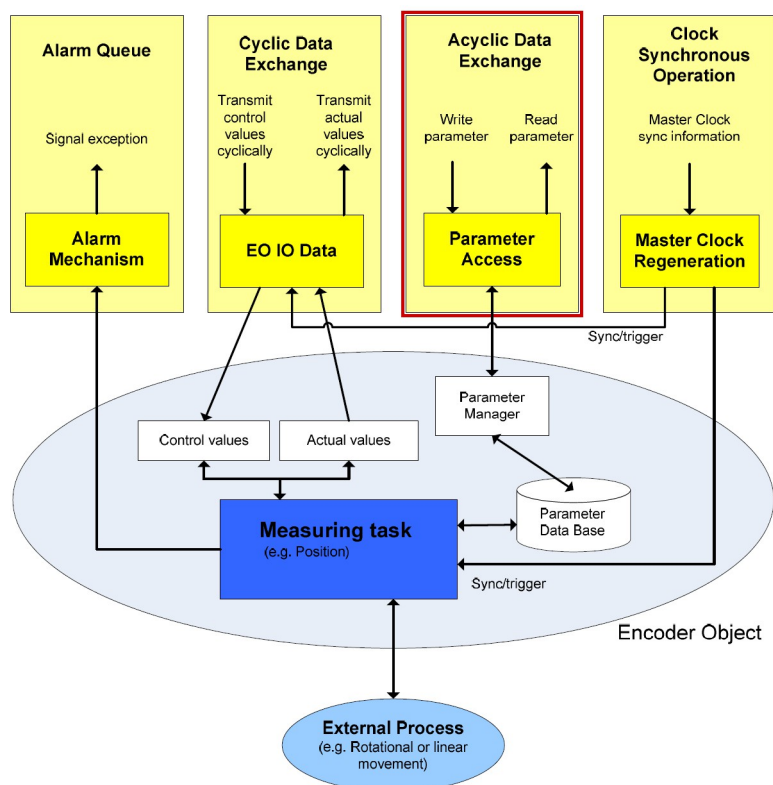 Alarm Queue
Signal exception
Alarm
Mechanism
Cyclic Data
Exchange
Transmit
control
values
cyclically
Transmit
actual
values
cyclically
EO IO Data
Acyclic Data
Exchange
Write
parameter
Read
parameter
Parameter
Access
Clock
Synchronous
Operation
Master Clock
sync information
Master Clock
Regeneration
Sync/trigger
Parameter
Manager
Control values
Actual values
Measuring task
(e.g. Position)
Parameter
Data Base
Sync/trigger
Encoder Object
External Process
(e.g. Rotational or linear
movement)